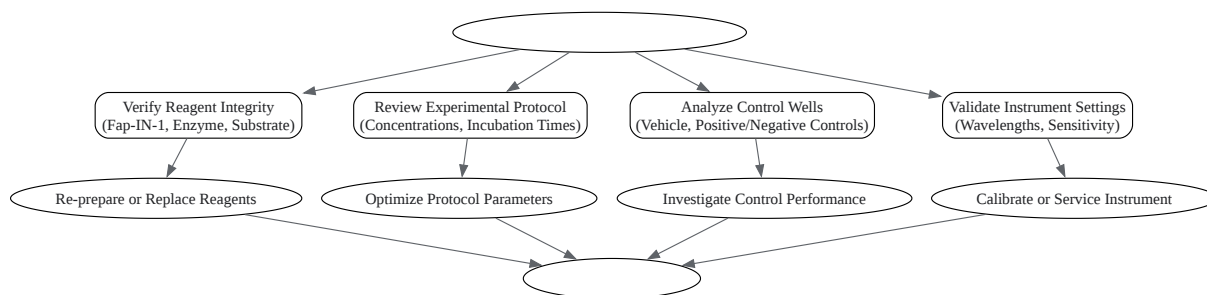 Verify Reagent Integrity
(Fap-IN-1, Enzyme, Substrate)
Review Experimental Protocol
(Concentrations, Incubation Times)
Analyze Control Wells
(Vehicle, Positive/Negative Controls)
Validate Instrument Settings
(Wavelengths, Sensitivity)
Re-prepare or Replace Reagents
Optimize Protocol Parameters
Investigate Control Performance
Calibrate or Service Instrument